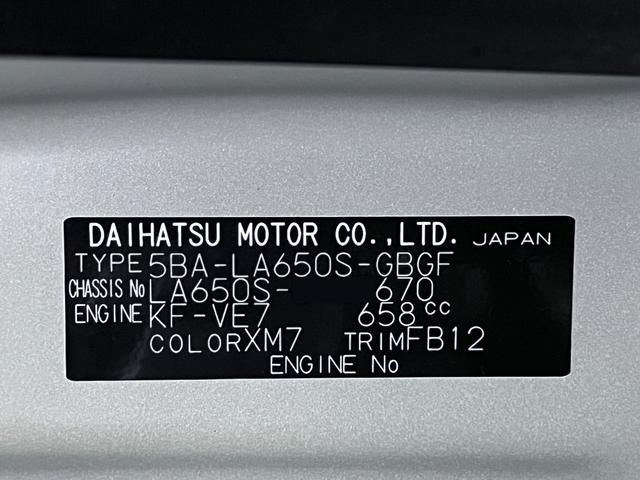 DAIHATSU MOTOR CO.,LTD. JAPAN
TYPE 5BA-LA650S-GBGF
CHASSIS No LA650S- 670
ENGINE KF-VE7 658cc
COLOR XM7 TRIM FB12
ENGINE No